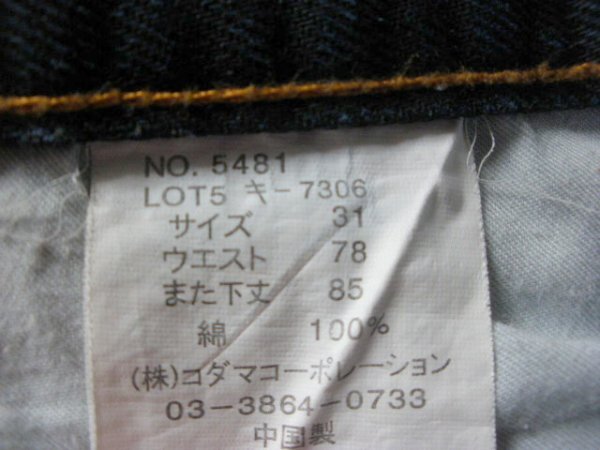 NO. 5481
LOT5 キ-7306
サイズ 31
ウエスト 78
また下丈 85
綿 100%
(株)コダマコーポレーション
03-3864-0733
中国製